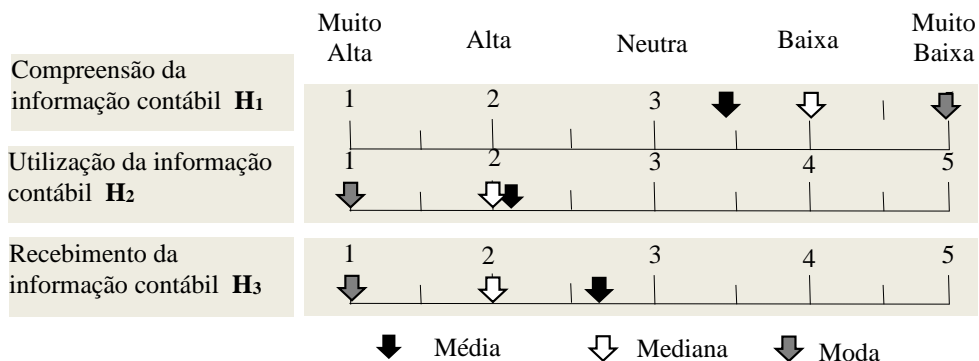 Muito Alta Alta Neutra Baixa Muito Baixa
Compreensão da
informação contábil H1
1 2 3
Utilização da informação
contábil H2
1 2 3 4 5
Recebimento da
informação contábil H3
1 2 3 4 5
Média Mediana Moda